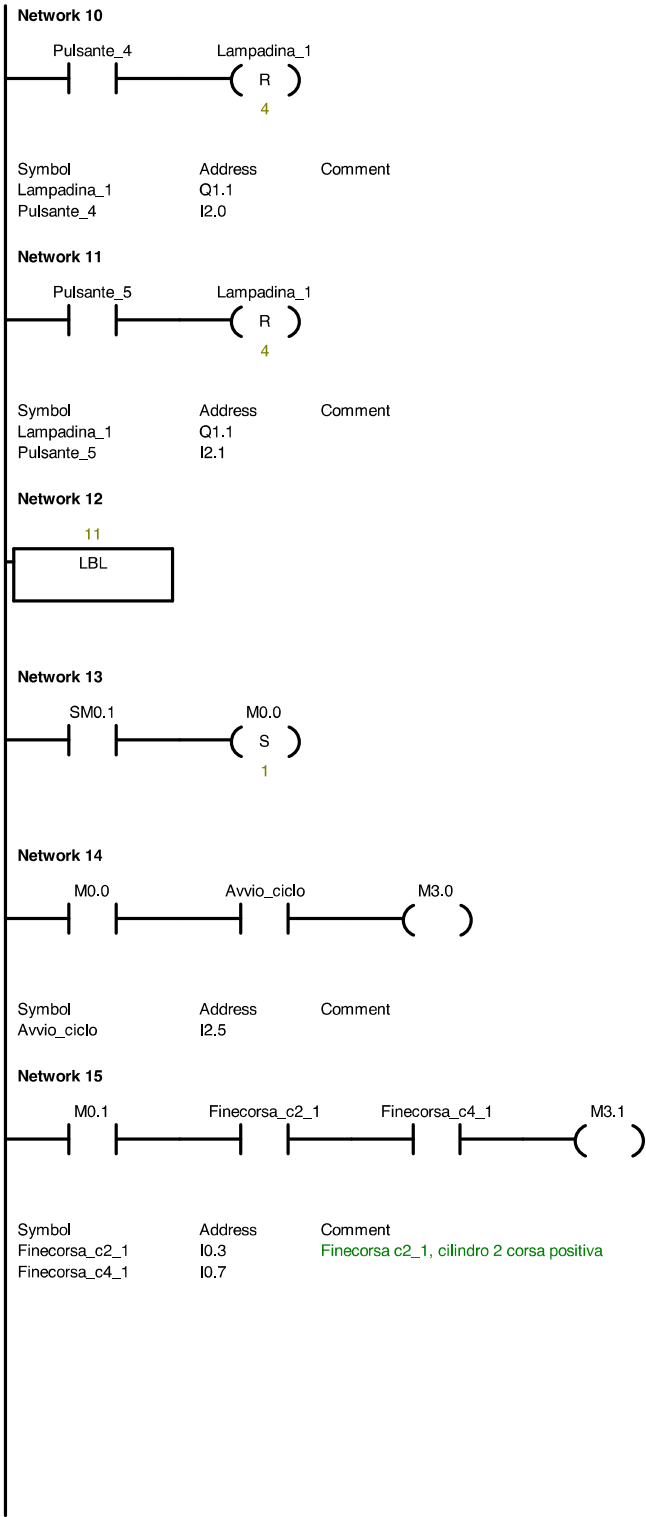 Network 10
Pulsante_4 Lampadina_1
R
4
Symbol Address Comment
Lampadina_1 Q1.1
Pulsante_4 I2.0
Network 11
Pulsante_5 Lampadina_1
R
4
Symbol Address Comment
Lampadina_1 Q1.1
Pulsante_5 I2.1
Network 12
11
LBL
Network 13
SM0.1 M0.0
S
1
Network 14
M0.0 Avvio_ciclo M3.0
Symbol Address Comment
Avvio_ciclo I2.5
Network 15
M0.1 Finecorsa_c2_1 Finecorsa_c4_1 M3.1
Symbol Address Comment
Finecorsa_c2_1 I0.3 Finecorsa c2_1, cilindro 2 corsa positiva
Finecorsa_c4_1 I0.7